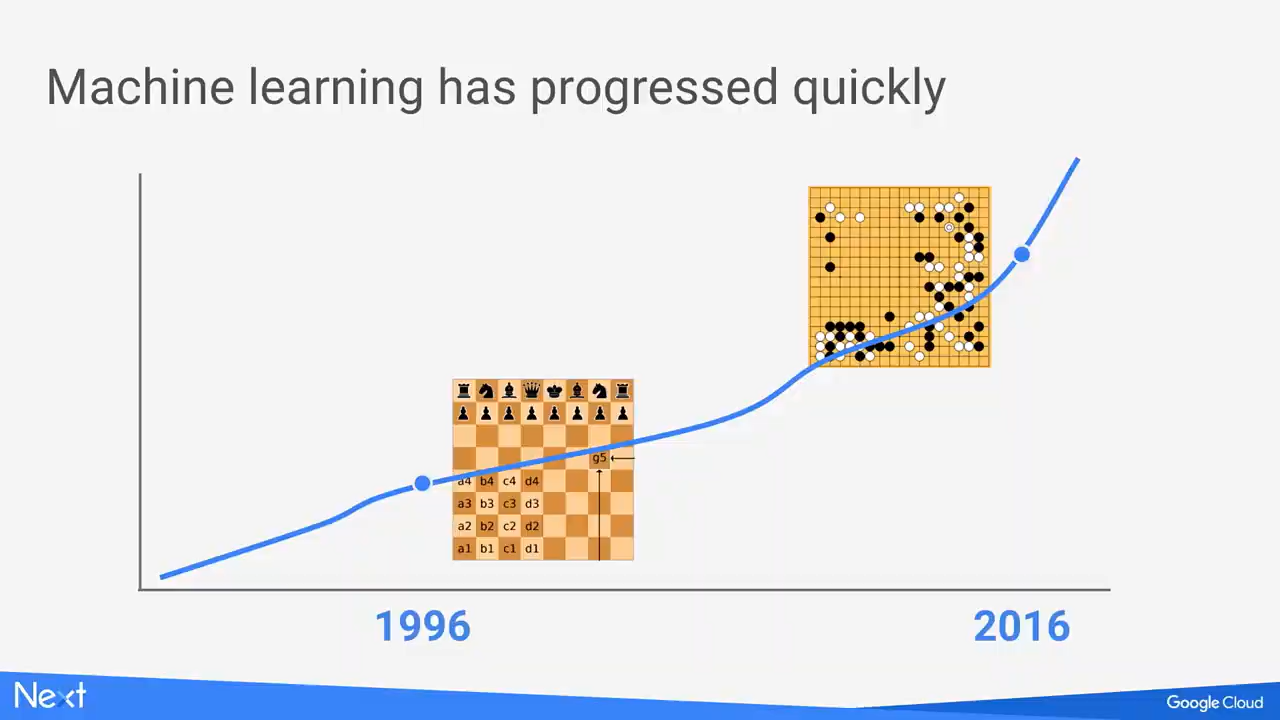 Machine learning has progressed quickly
g5
a4 b4 c4 d4
a3 b3 c3 d3
a2 b2 c2 d2
a1 b1 c1 d1
1996 2016
Next
Google Cloud